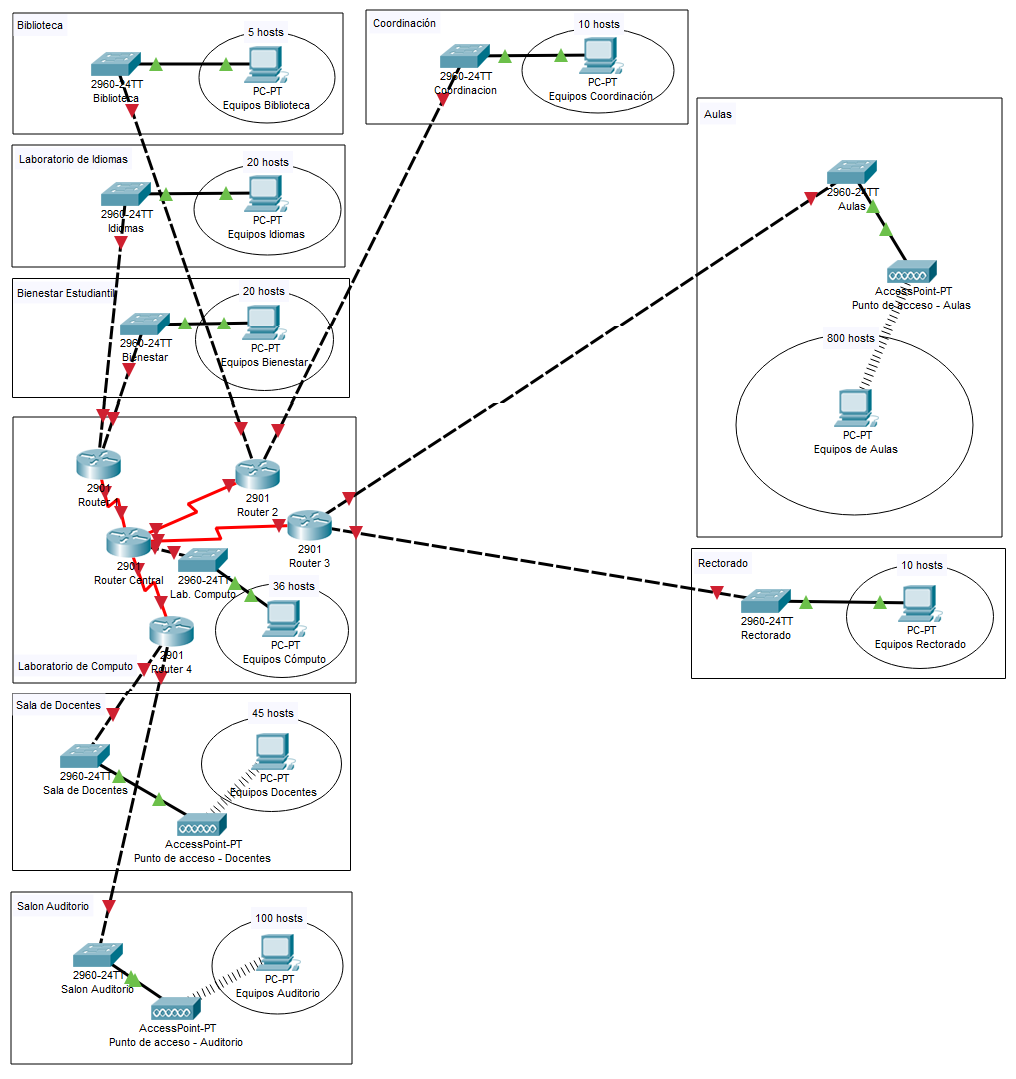 Biblioteca
5 hosts
2960-24TT
Biblioteca
PC-PT
Equipos Biblioteca
Coordinación
10 hosts
2960-24TT
Coordinacion
PC-PT
Equipos Coordinación
Laboratorio de Idiomas
20 hosts
2960-24TT
Idiomas
PC-PT
Equipos Idiomas
Bienestar Estudiantil
20 hosts
2960-24TT
Bienestar
PC-PT
Equipos Bienestar
Aulas
2960-24TT
Aulas
AccessPoint-PT
Punto de acceso - Aulas
800 hosts
PC-PT
Equipos de Aulas
2901
Router 1
2901
Router 2
2901
Router 3
2901
Router Central
2960-24TT
Lab. Computo
36 hosts
PC-PT
Equipos Cómputo
2901
Router 4
Laboratorio de Computo
Rectorado
10 hosts
2960-24TT
Rectorado
PC-PT
Equipos Rectorado
Sala de Docentes
45 hosts
2960-24TT
Sala de Docentes
PC-PT
Equipos Docentes
AccessPoint-PT
Punto de acceso - Docentes
Salon Auditorio
100 hosts
2960-24TT
Salon Auditorio
PC-PT
Equipos Auditorio
AccessPoint-PT
Punto de acceso - Auditorio